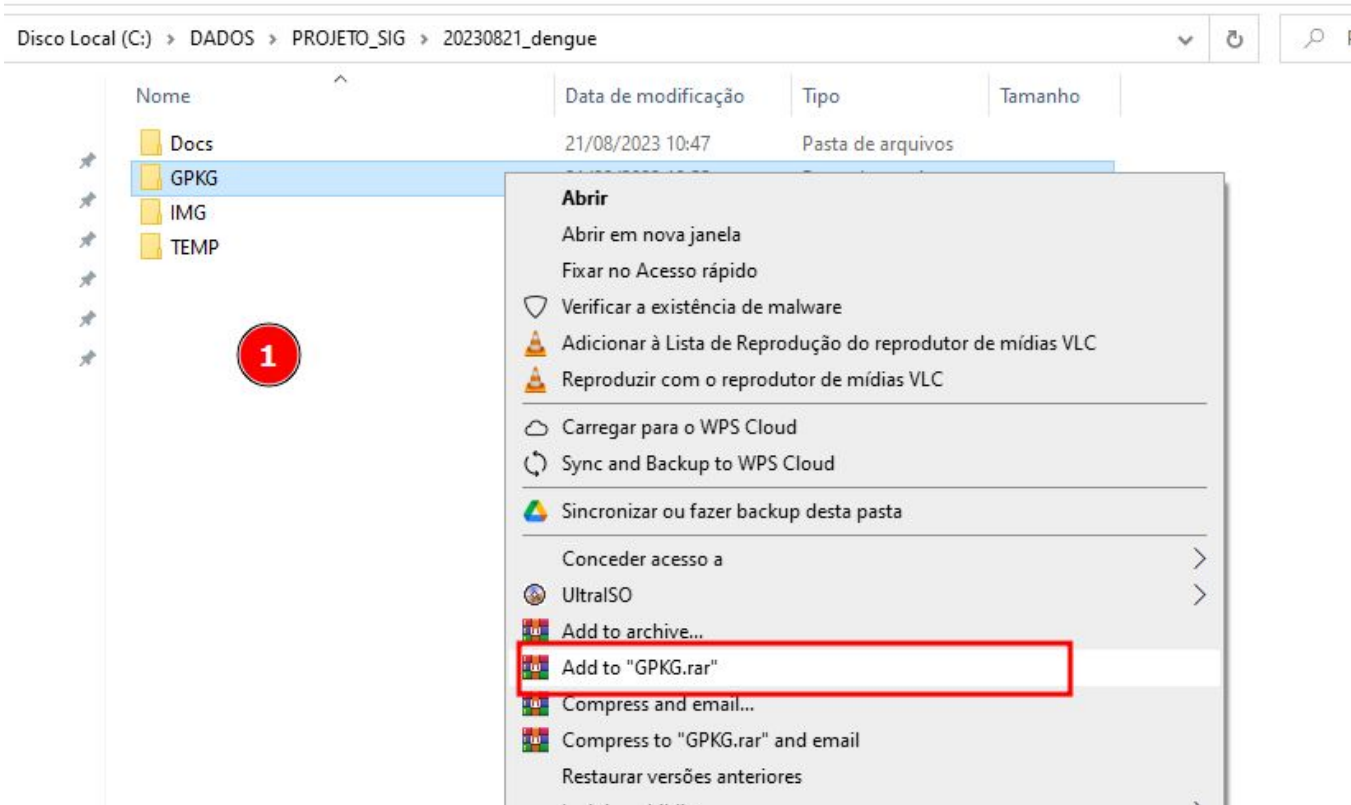 Disco Local (C:) > DADOS > PROJETO_SIG > 20230821_dengue
Nome Data de modificação Tipo Tamanho
Docs 21/08/2023 10:47 Pasta de arquivos
GPKG
IMG
TEMP
1
Abrir
Abrir em nova janela
Fixar no Acesso rápido
Verificar a existência de malware
Adicionar à Lista de Reprodução do reprodutor de mídias VLC
Reproduzir com o reprodutor de mídias VLC
Carregar para o WPS Cloud
Sync and Backup to WPS Cloud
Sincronizar ou fazer backup desta pasta
Conceder acesso a
UltraISO
Add to archive...
Add to "GPKG.rar"
Compress and email...
Compress to "GPKG.rar" and email
Restaurar versões anteriores